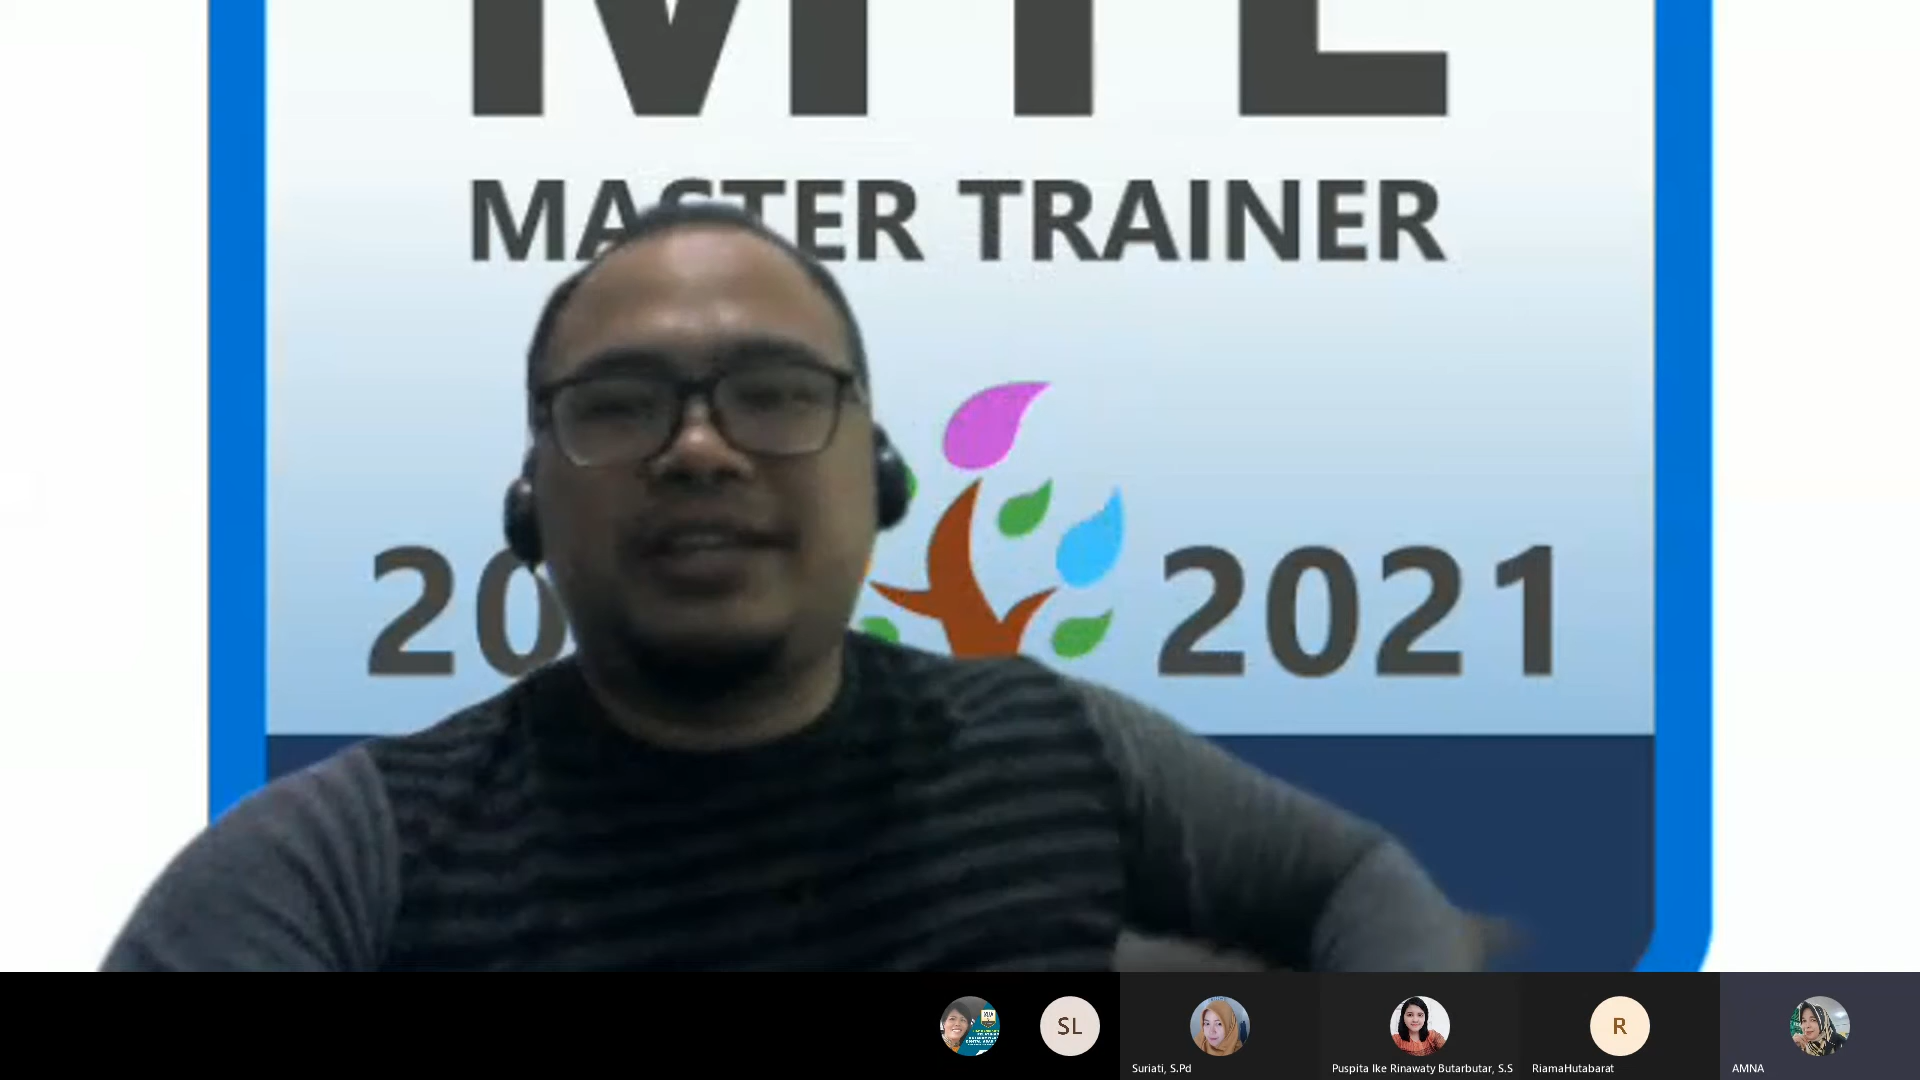 MASTER TRAINER
2021
SL
R
Suriati, S.Pd
Puspita Ike Rinawaty Butarbutar, S.S
RiamaHutabarat
AMNA